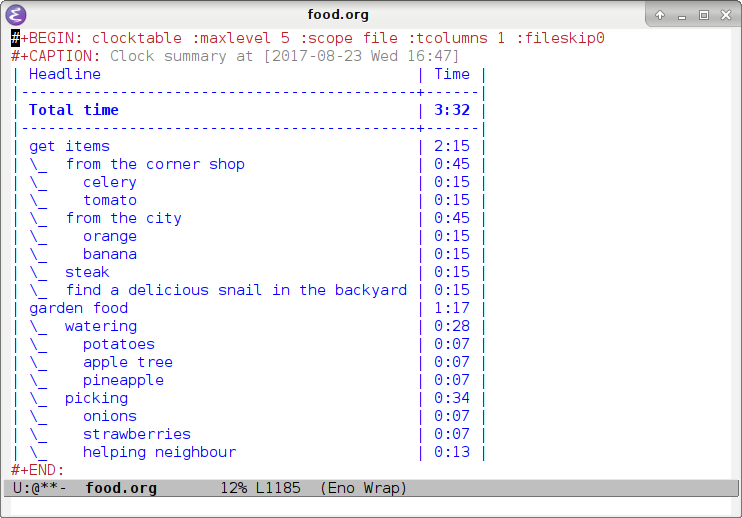 food.org
#+BEGIN: clocktable :maxlevel 5 :scope file :tcolumns 1 :fileskip0
#+CAPTION: Clock summary at [2017-08-23 Wed 16:47]
| Headline                                   | Time |
|--------------------------------------------+------|
| Total time                                 | 3:32 |
|--------------------------------------------+------|
| get items                                  | 2:15 |
| \_  from the corner shop                   | 0:45 |
| \_    celery                               | 0:15 |
| \_    tomato                               | 0:15 |
| \_  from the city                          | 0:45 |
| \_    orange                               | 0:15 |
| \_    banana                               | 0:15 |
| \_  steak                                  | 0:15 |
| \_  find a delicious snail in the backyard | 0:15 |
| garden food                                | 1:17 |
| \_  watering                               | 0:28 |
| \_    potatoes                             | 0:07 |
| \_    apple tree                           | 0:07 |
| \_    pineapple                            | 0:07 |
| \_  picking                                | 0:34 |
| \_    onions                               | 0:07 |
| \_    strawberries                         | 0:07 |
| \_    helping neighbour                    | 0:13 |
#+END:
U:@**-  food.org       12% L1185  (Eno Wrap)